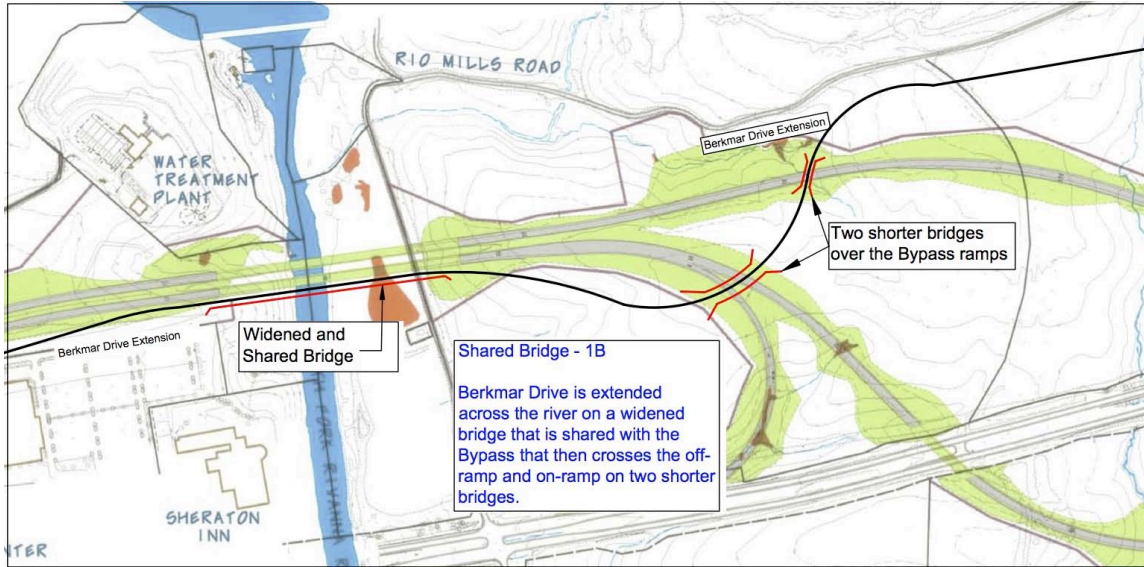 RIO MILLS ROAD
Berkmar Drive Extension
WATER
TREATMENT
PLANT
Two shorter bridges
over the Bypass ramps
Widened and
Shared Bridge
Berkmar Drive Extension
Shared Bridge - 1B
Berkmar Drive is extended
across the river on a widened
bridge that is shared with the
Bypass that then crosses the off-
ramp and on-ramp on two shorter
bridges.
FORK RIVANNA
SHERATON
INN
NTER